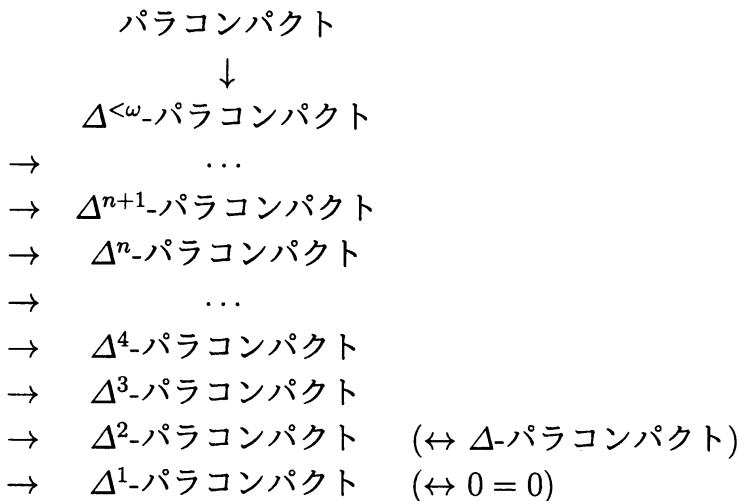 パラコンパクト
↓
Δ^{<ω}-パラコンパクト
→ ⋯
→ Δ^{n+1}-パラコンパクト
→ Δ^n-パラコンパクト
→ ⋯
→ Δ^4-パラコンパクト
→ Δ^3-パラコンパクト
→ Δ^2-パラコンパクト (↔ Δ-パラコンパクト)
→ Δ^1-パラコンパクト (↔ 0 = 0)